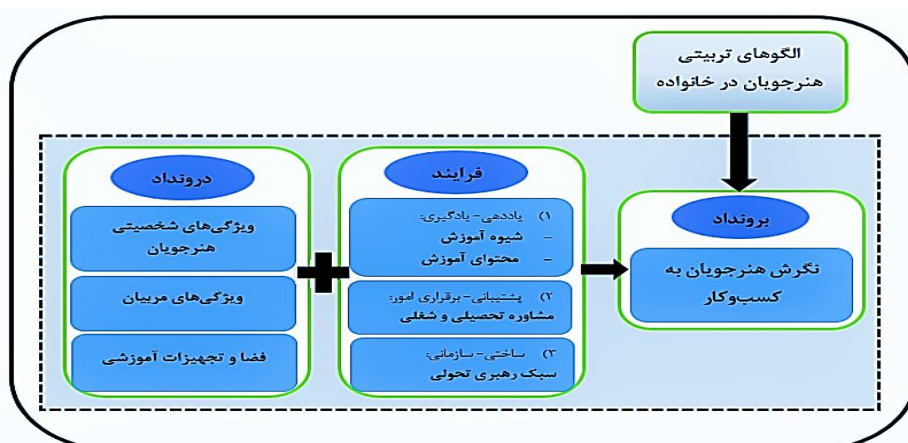 الگوهای تربیتی
هنرجویان در خانواده
درونداد
ویژگی‌های شخصیتی
هنرجویان
ویژگی‌های مربیان
فضا و تجهیزات آموزشی
فرایند
۱) یاددهی- یادگیری:
- شیوه آموزش
- محتوای آموزش
۲) پشتیبانی- برقراری امور:
مشاوره تحصیلی و شغلی
۳) ساختی- سازمانی:
سبک رهبری تحولی
برونداد
نگرش هنرجویان به
کسب‌وکار